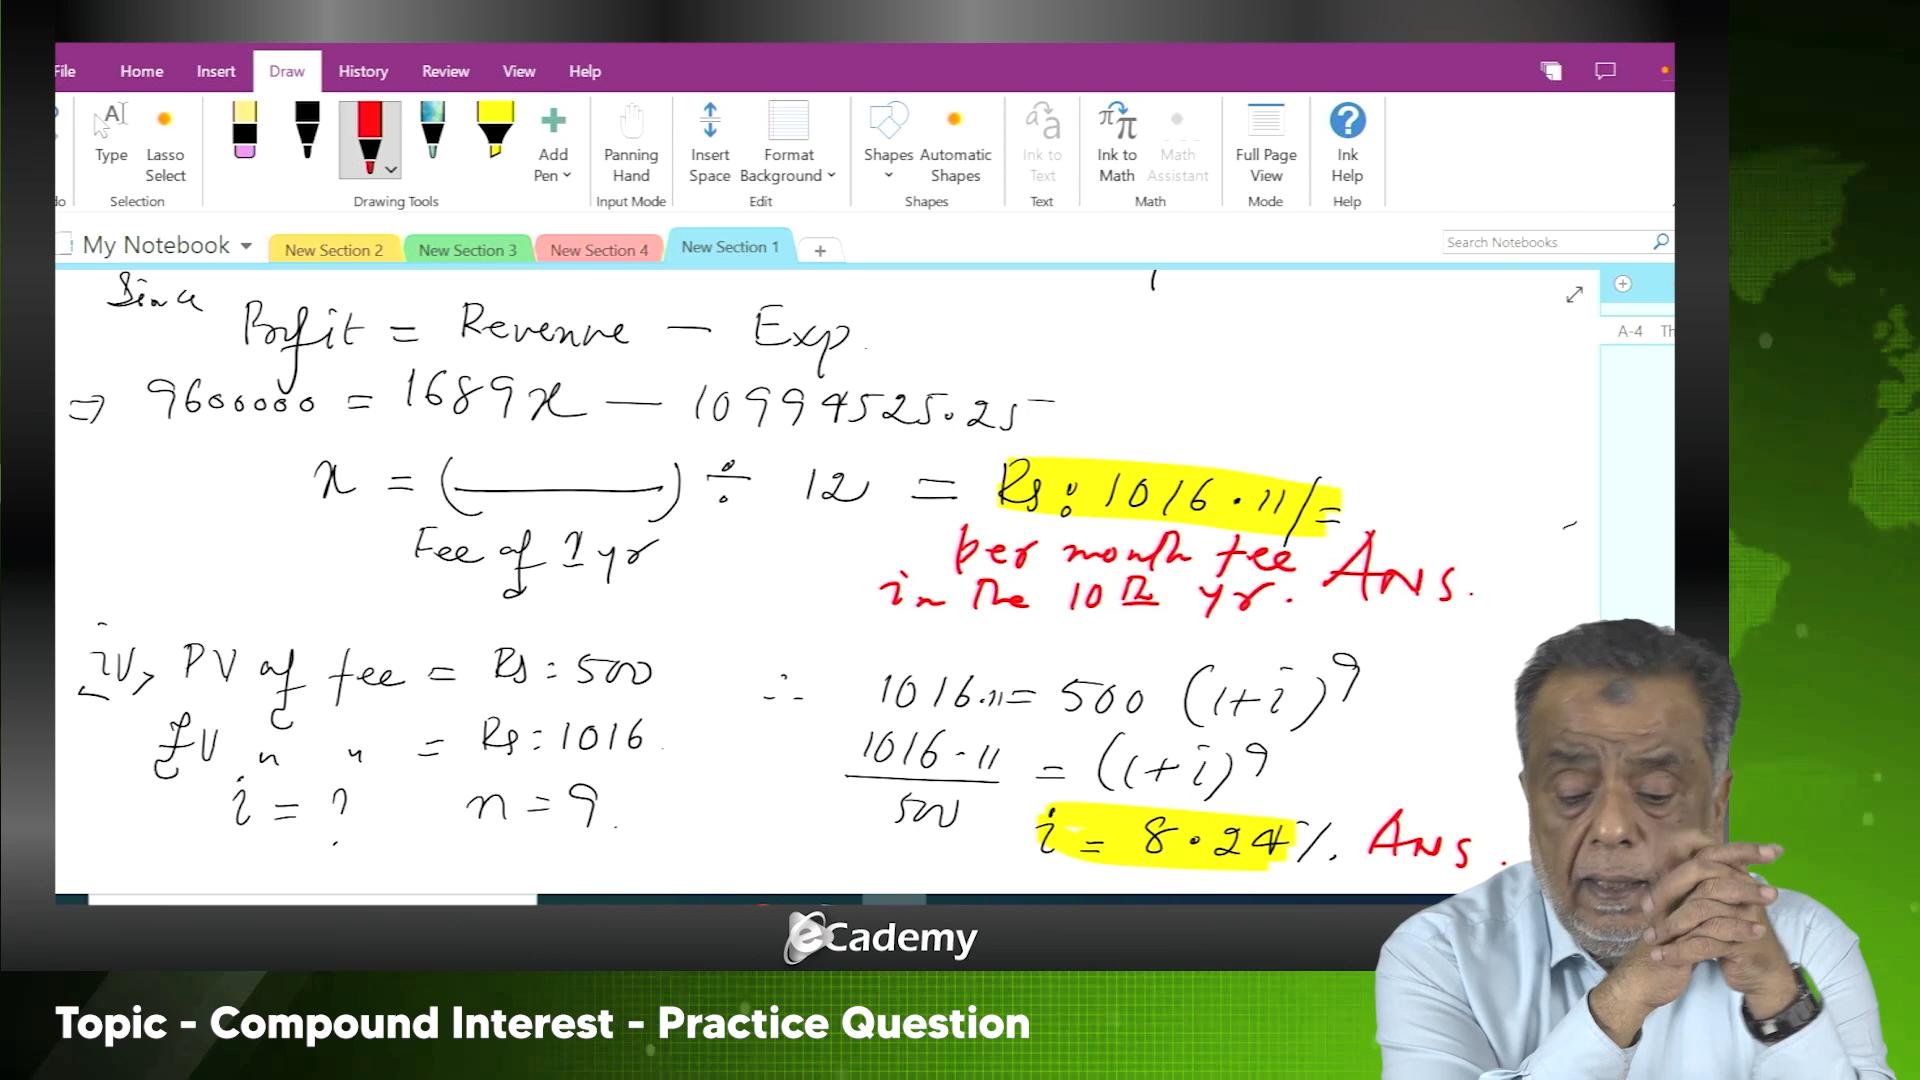 File Home Insert Draw History Review View Help
Type Lasso Select Add Pen Panning Hand Insert Space Format Background Shapes Automatic Shapes Ink to Text Ink to Math Math Assistant Full Page View Ink Help
Selection Drawing Tools Input Mode Edit Shapes Text Math Mode Help
My Notebook New Section 2 New Section 3 New Section 4 New Section 1 + Search Notebooks
A-4 Th
Since
Profit = Revenue — Exp.
⇒ 9600000 = 1689x — 10994525.25
x = (———) ÷ 12 = Rs: 1016.11/=
Fee of 1 yr
per month fee
in the 10th yr. Ans.
iv, PV of fee = Rs: 500
FV " " = Rs: 1016.
i = ? n = 9.
∴ 1016.11 = 500 (1+i)^9
1016.11 / 500 = (1+i)^9
i = 8.24%. Ans.
eCademy
Topic - Compound Interest - Practice Question